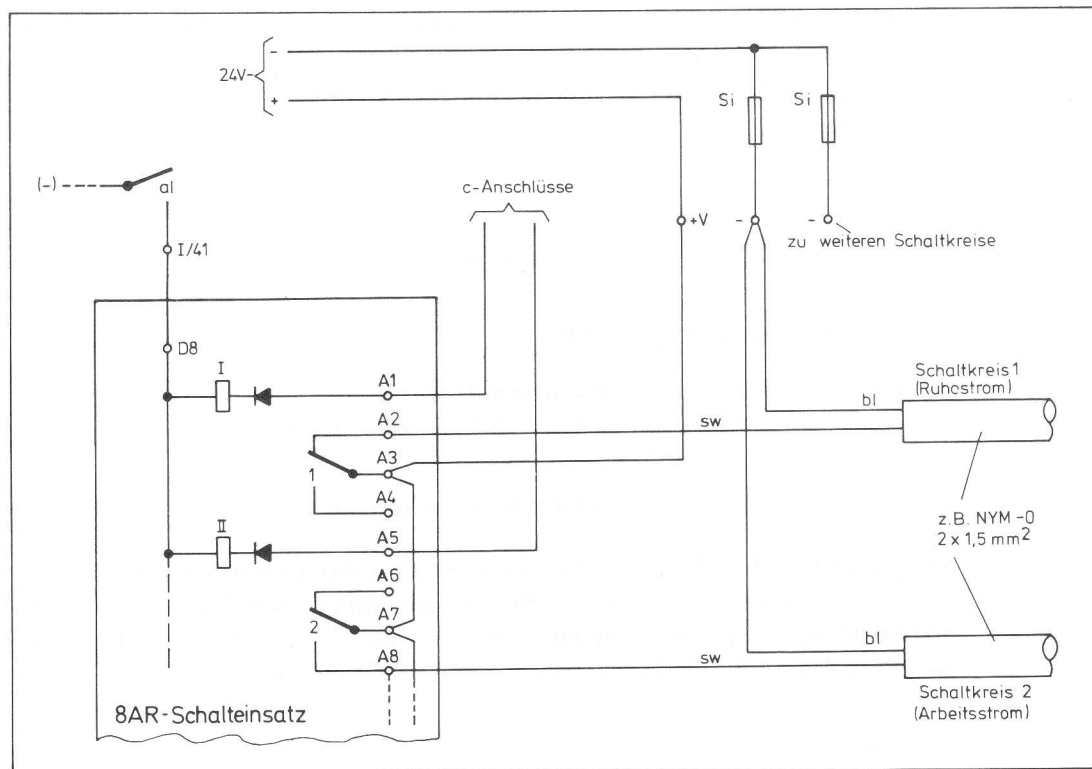 -
24V-
+
Si
Si
(-)
al
c-Anschlüsse
+V
-
-
I/41
zu weiteren Schaltkreise
D8
I
A1
Schaltkreis 1
(Ruhestrom)
bl
A2
sw
A3
1
A4
z.B. NYM-O
2 x 1,5 mm²
II
A5
A6
A7
2
bl
A8
sw
Schaltkreis 2
(Arbeitsstrom)
8AR-Schalteinsatz